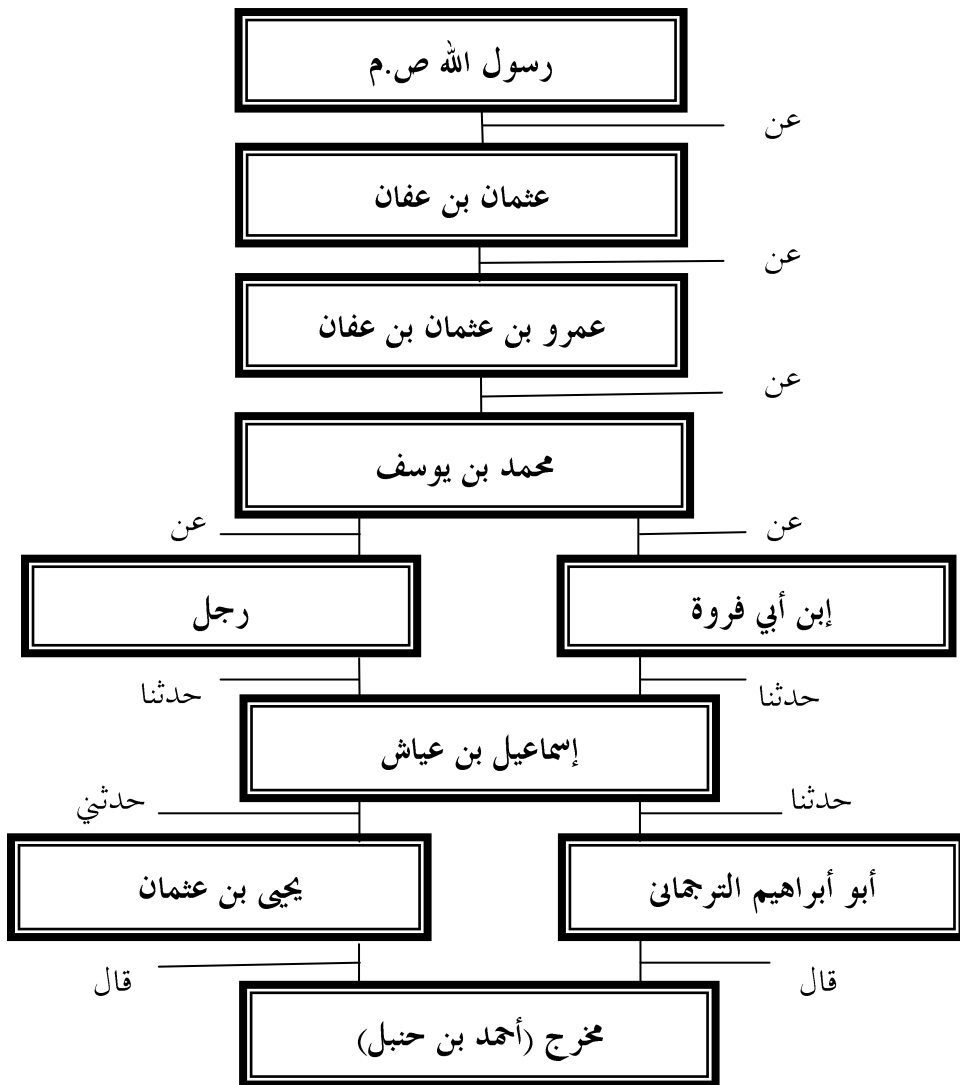 رسول الله ص.م
عن
عثمان بن عفان
عن
عمرو بن عثمان بن عفان
عن
محمد بن يوسف
عن
عن
إبن أبي فروة
رجل
حدثنا
حدثنا
إسماعيل بن عياش
حدثنا
حدثني
أبو أبراهيم الترجمانى
يحيى بن عثمان
قال
قال
مخرج (أحمد بن حنبل)